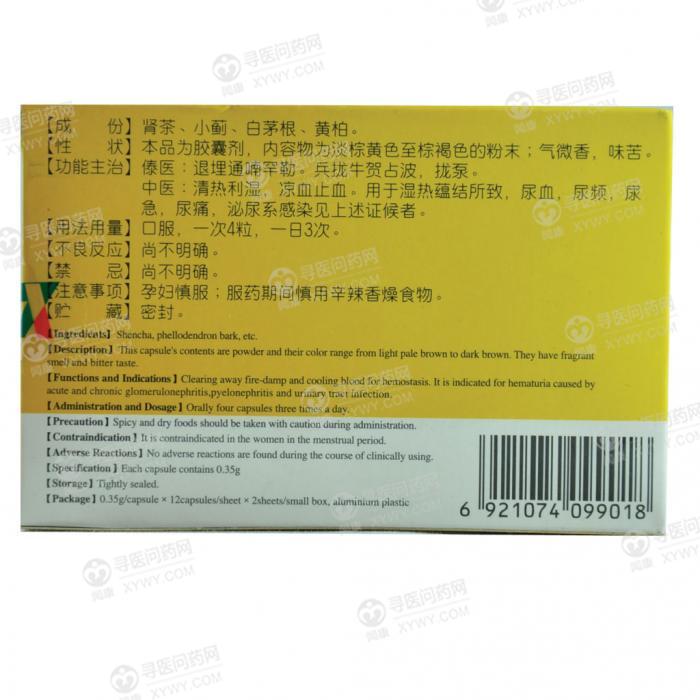 【成 份】肾茶、小蓟、白茅根、黄柏。
【性 状】本品为胶囊剂，内容物为淡棕黄色至棕褐色的粉末；气微香，味苦。
【功能主治】傣医：退埋通喃罕勒。兵拢牛贺占波，拢泵。
中医：清热利湿，凉血止血。用于湿热蕴结所致，尿血，尿频，尿
急，尿痛，泌尿系感染见上述证候者。
【用法用量】口服，一次4粒，一日3次。
【不良反应】尚不明确。
【禁 忌】尚不明确。
【注意事项】孕妇慎服；服药期间慎用辛辣香燥食物。
【贮 藏】密封。
【Ingredients】Shencha, phellodendron bark, etc.
【Description】This capsule's contents are powder and their color range from light pale brown to dark brown. They have fragrant
smell and bitter taste.
【Functions and Indications】Clearing away fire-damp and cooling blood for hemostasis. It is indicated for hematuria caused by
acute and chronic glomerulonephritis,pyelonephritis and urinary tract infection.
【Administration and Dosage】Orally four capsules three times a day.
【Precaution】Spicy and dry foods should be taken with caution during administration.
【Contraindication】It is contraindicated in the women in the menstrual period.
【Adverse Reactions】No adverse reactions are found during the course of clinically using.
【Specification】Each capsule contains 0.35g
【Storage】Tightly sealed.
【Package】0.35g/capsule × 12capsules/sheet × 2sheets/small box, aluminium plastic
6 921074 099018
寻医问药网
闻康 XYWY.COM